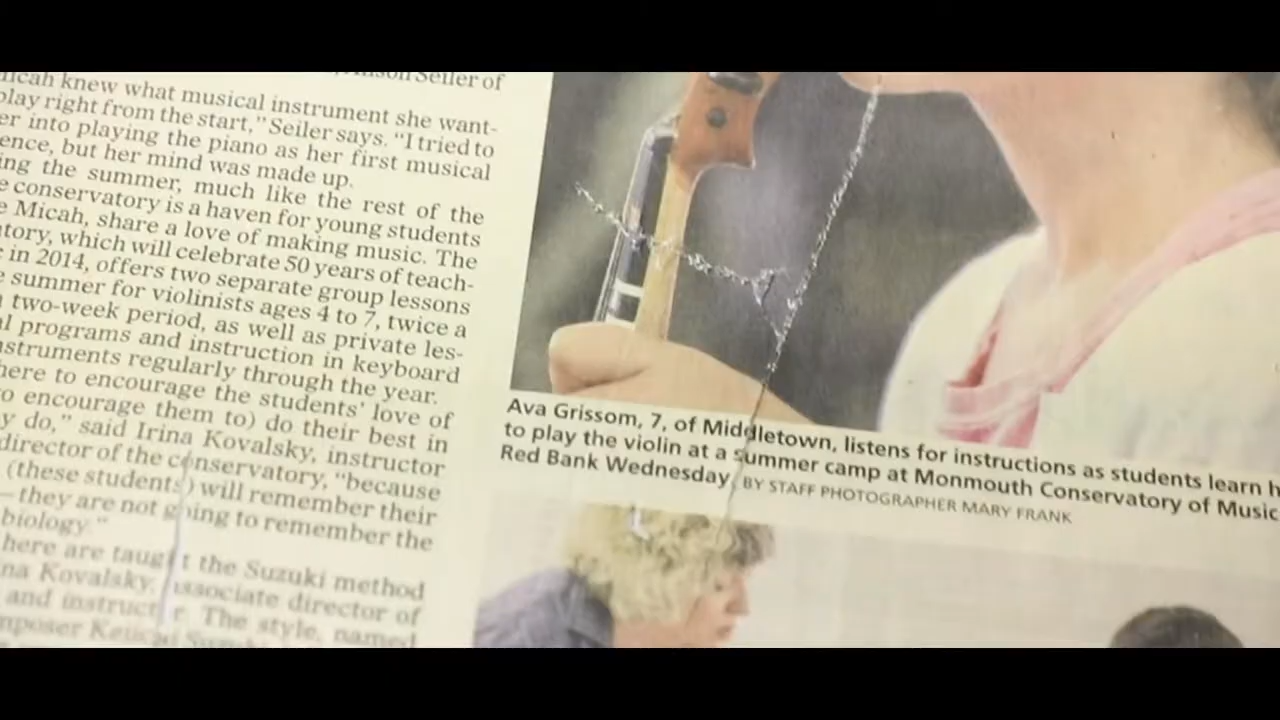 Seiler of
Micah knew what musical instrument she want-
play right from the start," Seiler says. "I tried to
er into playing the piano as her first musical
ence, but her mind was made up.
ing the summer, much like the rest of the
e conservatory is a haven for young students
e Micah, share a love of making music. The
atory, which will celebrate 50 years of teach-
in 2014, offers two separate group lessons
e summer for violinists ages 4 to 7, twice a
two-week period, as well as private les-
al programs and instruction in keyboard
nstruments regularly through the year.
here to encourage the students' love of
o encourage them to) do their best in
y do," said Irina Kovalsky, instructor
director of the conservatory, "because
(these students) will remember their
— they are not going to remember the
biology."
here are taught the Suzuki method
na Kovalsky, associate director of
and instructor. The style, named
mposer
Ava Grissom, 7, of Middletown, listens for instructions as students learn h
to play the violin at a summer camp at Monmouth Conservatory of Music
Red Bank Wednesday. BY STAFF PHOTOGRAPHER MARY FRANK